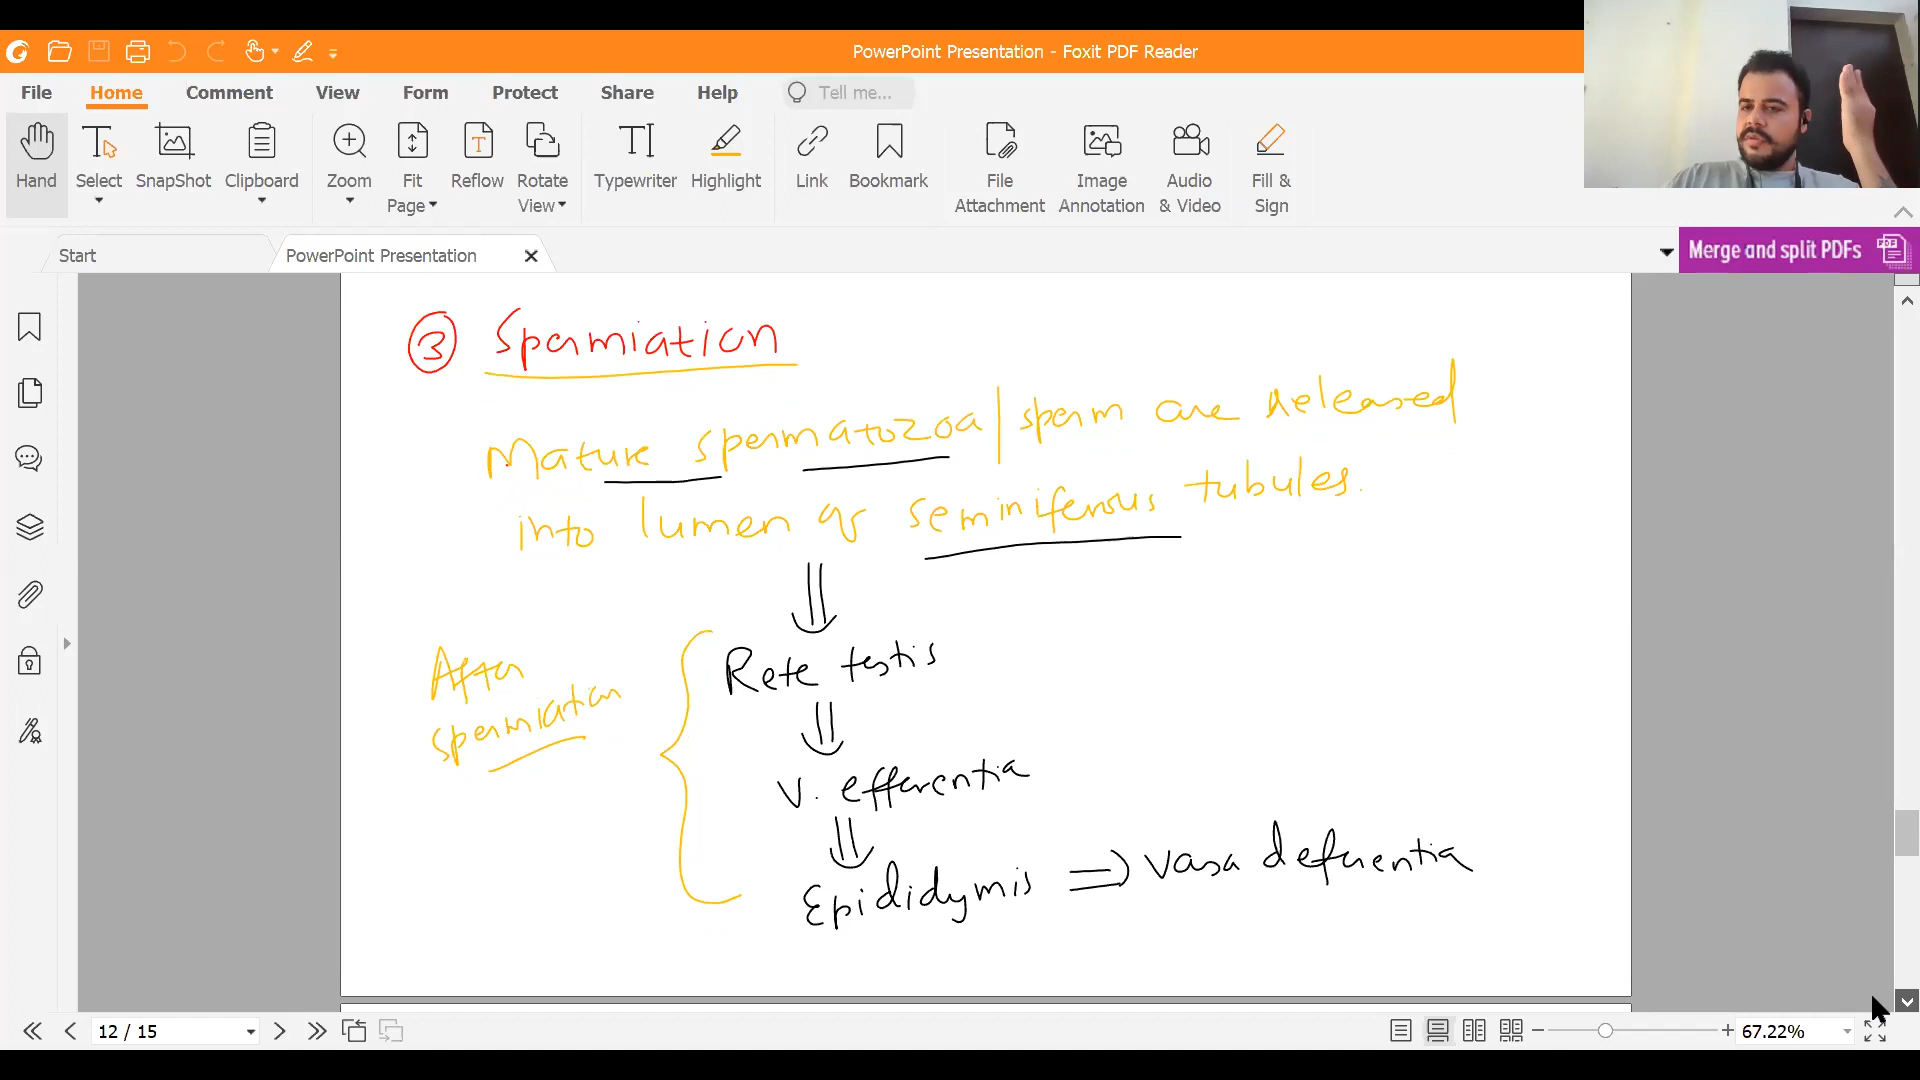 PowerPoint Presentation - Foxit PDF Reader
File Home Comment View Form Protect Share Help Tell me...
Hand Select SnapShot Clipboard Zoom Fit Page Reflow Rotate View Typewriter Highlight Link Bookmark File Attachment Image Annotation Audio & Video Fill & Sign
Start PowerPoint Presentation Merge and split PDFs
3 Spermiation
Mature spermatozoa | sperm are released
into lumen of seminiferous tubules.
Rete testis
After
spermiation
V. efferentia
Epididymis ⇒ vasa deferentia
12 / 15 67.22%